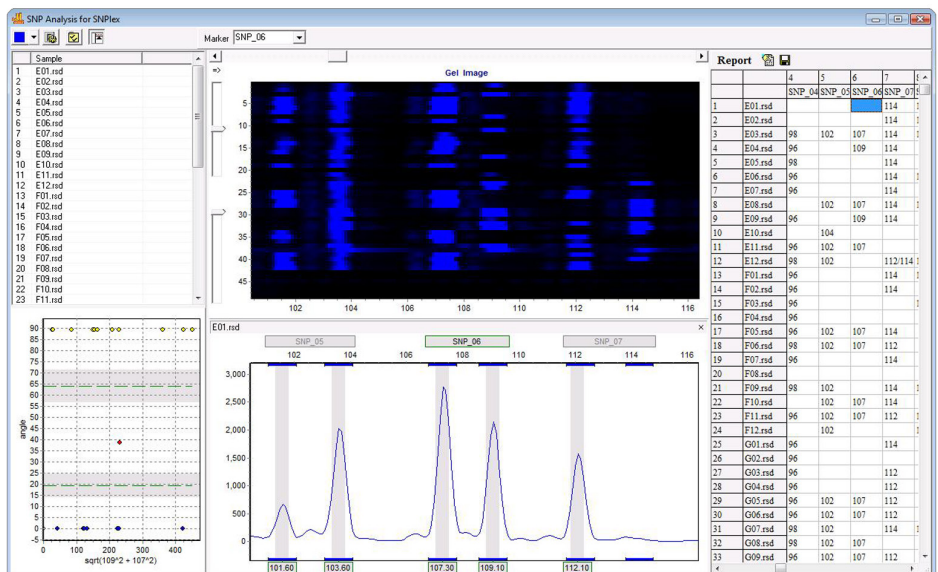 SNP Analysis for SNPlex
Marker SNP_06
Sample
1 E01.rsd
2 E02.rsd
3 E03.rsd
4 E04.rsd
5 E05.rsd
6 E06.rsd
7 E07.rsd
8 E08.rsd
9 E09.rsd
10 E10.rsd
11 E11.rsd
12 E12.rsd
13 F01.rsd
14 F02.rsd
15 F03.rsd
16 F04.rsd
17 F05.rsd
18 F06.rsd
19 F07.rsd
20 F08.rsd
21 F09.rsd
22 F10.rsd
23 F11.rsd
=>
Gel Image
5
10
15
20
25
30
35
40
45
102 104 106 108 110 112 114 116
90
85
80
75
70
65
60
55
50
45
40
35
30
25
20
15
10
5
0
-5
angle
0 100 200 300 400
sqrt(109^2 + 107^2)
E01.rsd
SNP_05 SNP_06 SNP_07
102 104 106 108 110 112 114 116
3,000
2,500
2,000
1,500
1,000
500
0
101.60 103.60 107.30 109.10 112.10
Report
4 5 6 7
SNP_04 SNP_05 SNP_06 SNP_07
1 E01.rsd 114
2 E02.rsd 114
3 E03.rsd 98 102 107 114
4 E04.rsd 96 109 114
5 E05.rsd 98 114
6 E06.rsd 96 114
7 E07.rsd 96 114
8 E08.rsd 102 107 114
9 E09.rsd 96 109 114
10 E10.rsd 104
11 E11.rsd 96 102 107
12 E12.rsd 98 102 112/114
13 F01.rsd 96 114
14 F02.rsd 96 114
15 F03.rsd 96
16 F04.rsd 96
17 F05.rsd 96 102 107 114
18 F06.rsd 98 102 107 112
19 F07.rsd 96 114
20 F08.rsd
21 F09.rsd 98 102 114
22 F10.rsd 102 107 114
23 F11.rsd 96 102 107 112
24 F12.rsd 102
25 G01.rsd 96 114
26 G02.rsd 96
27 G03.rsd 96 112
28 G04.rsd 96 112
29 G05.rsd 96 102 107 112
30 G06.rsd 96 102 107 112
31 G07.rsd 98 102 114
32 G08.rsd 98 102 107
33 G09.rsd 96 102 107 112